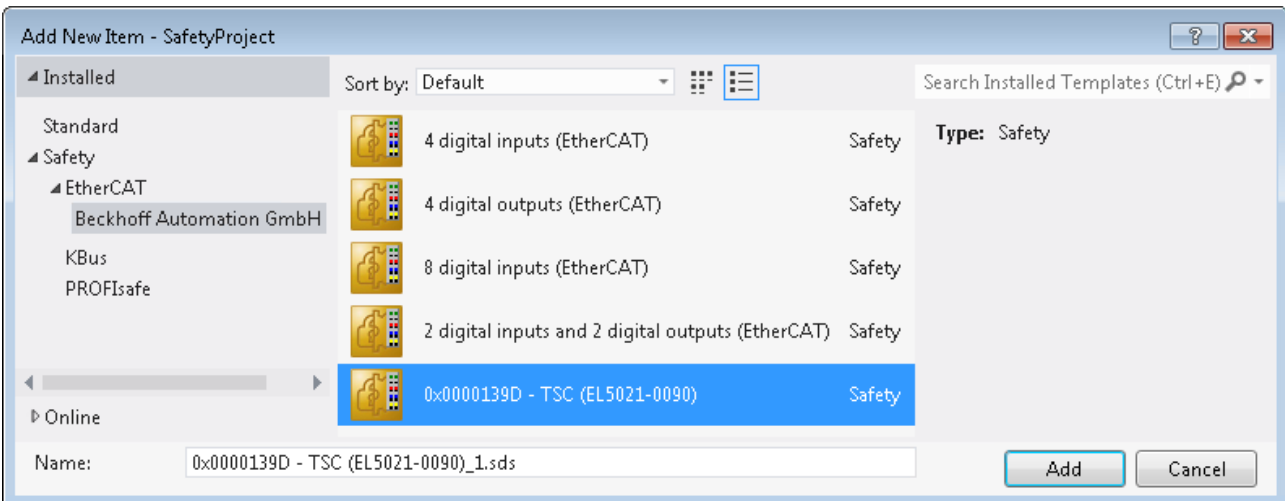 Add New Item - SafetyProject
Installed
Sort by: Default
Search Installed Templates (Ctrl+E)
Standard
Safety
EtherCAT
Beckhoff Automation GmbH
KBus
PROFIsafe
Online
4 digital inputs (EtherCAT) Safety
4 digital outputs (EtherCAT) Safety
8 digital inputs (EtherCAT) Safety
2 digital inputs and 2 digital outputs (EtherCAT) Safety
0x0000139D - TSC (EL5021-0090) Safety
Type: Safety
Name: 0x0000139D - TSC (EL5021-0090)_1.sds
Add Cancel